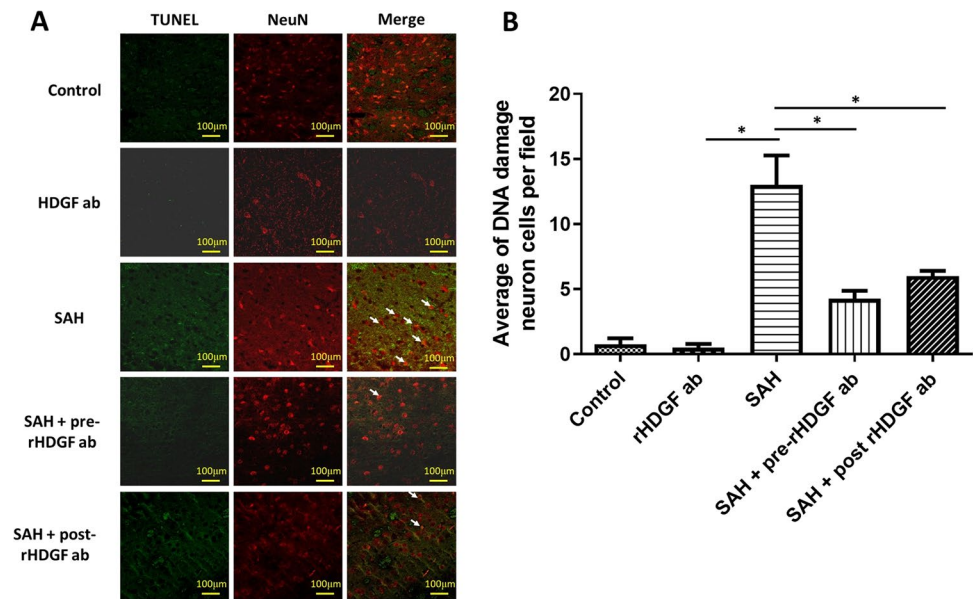 A
TUNEL
NeuN
Merge
Control
100μm
100μm
100μm
HDGF ab
100μm
100μm
100μm
SAH
100μm
100μm
100μm
SAH + pre-
rHDGF ab
100μm
100μm
100μm
SAH + post-
rHDGF ab
100μm
100μm
100μm
B
Average of DNA damage
neuron cells per field
20
15
10
5
0
*
*
*
Control
rHDGF ab
SAH
SAH + pre-rHDGF ab
SAH + post rHDGF ab